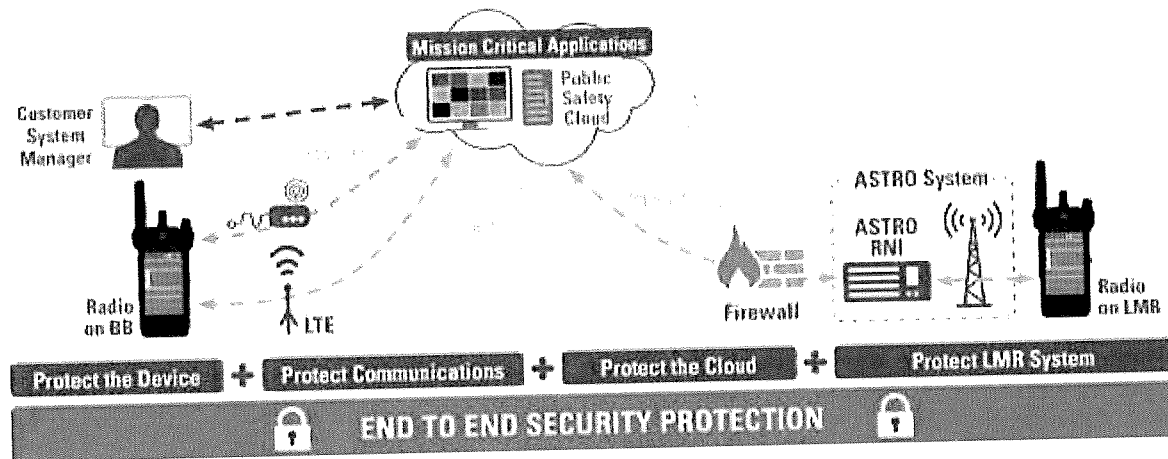 Mission Critical Applications
Public
Safety
Cloud
Customer
System
Manager
Radio
on BB
LTE
Firewall
ASTRO System
ASTRO
RNI
Radio
on LMR
Protect the Device + Protect Communications + Protect the Cloud + Protect LMR System
END TO END SECURITY PROTECTION